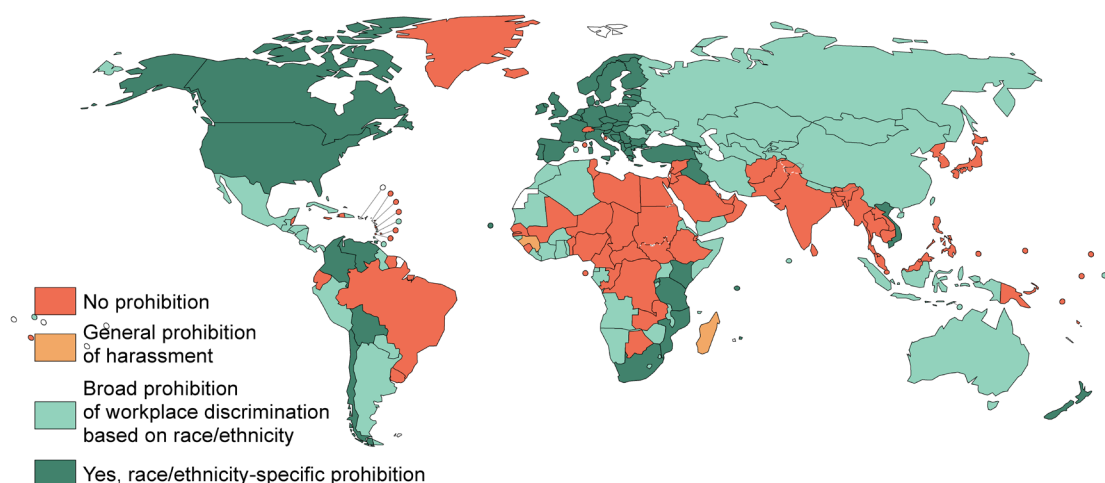 No prohibition
General prohibition
of harassment
Broad prohibition
of workplace discrimination
based on race/ethnicity
Yes, race/ethnicity-specific prohibition